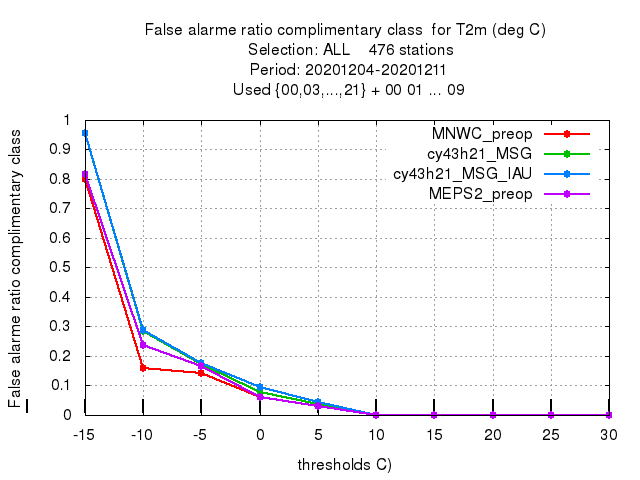 False alarme ratio complimentary class  for T2m (deg C)
Selection: ALL    476 stations
Period: 20201204-20201211
Used {00,03,...,21} + 00 01 ... 09
_False alarme ratio complimentary class
1
0.9
0.8
0.7
0.6
0.5
0.4
0.3
0.2
0.1
0
MNWC_preop
cy43h21_MSG
cy43h21_MSG_IAU
MEPS2_preop
-15 -10 -5 0 5 10 15 20 25 30
thresholds C)